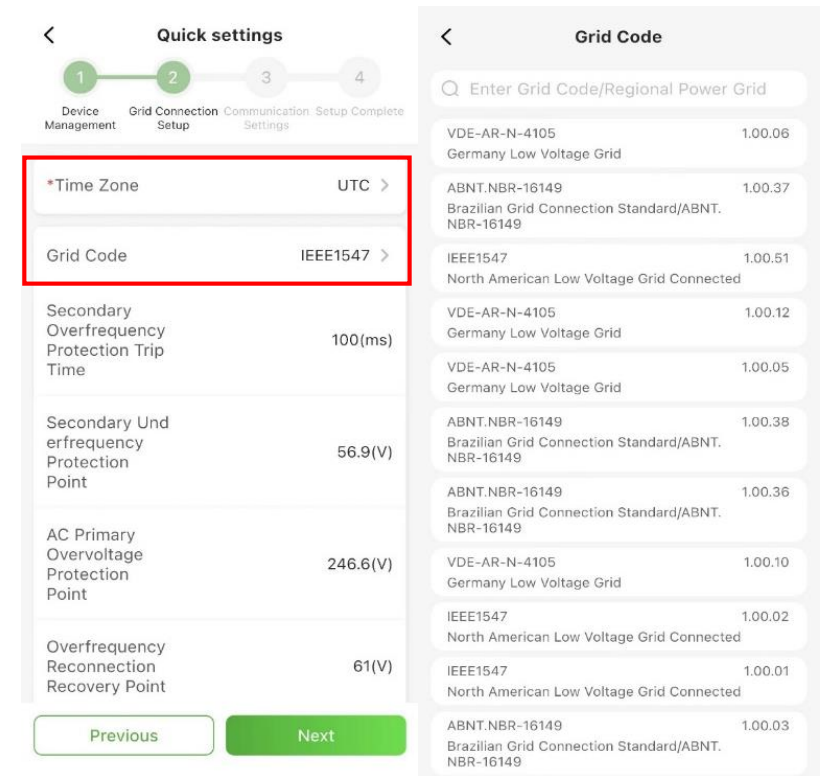 Quick settings
1
2
3
4
Device
Management
Grid Connection
Setup
Communication
Settings
Setup Complete
*Time Zone
UTC
Grid Code
IEEE1547
Secondary
Overfrequency
Protection Trip
Time
100(ms)
Secondary Und
erfrequency
Protection
Point
56.9(V)
AC Primary
Overvoltage
Protection
Point
246.6(V)
Overfrequency
Reconnection
Recovery Point
61(V)
Previous
Next
Grid Code
Enter Grid Code/Regional Power Grid
VDE-AR-N-4105 1.00.06
Germany Low Voltage Grid
ABNT.NBR-16149 1.00.37
Brazilian Grid Connection Standard/ABNT.
NBR-16149
IEEE1547 1.00.51
North American Low Voltage Grid Connected
VDE-AR-N-4105 1.00.12
Germany Low Voltage Grid
VDE-AR-N-4105 1.00.05
Germany Low Voltage Grid
ABNT.NBR-16149 1.00.38
Brazilian Grid Connection Standard/ABNT.
NBR-16149
ABNT.NBR-16149 1.00.36
Brazilian Grid Connection Standard/ABNT.
NBR-16149
VDE-AR-N-4105 1.00.10
Germany Low Voltage Grid
IEEE1547 1.00.02
North American Low Voltage Grid Connected
IEEE1547 1.00.01
North American Low Voltage Grid Connected
ABNT.NBR-16149 1.00.03
Brazilian Grid Connection Standard/ABNT.
NBR-16149